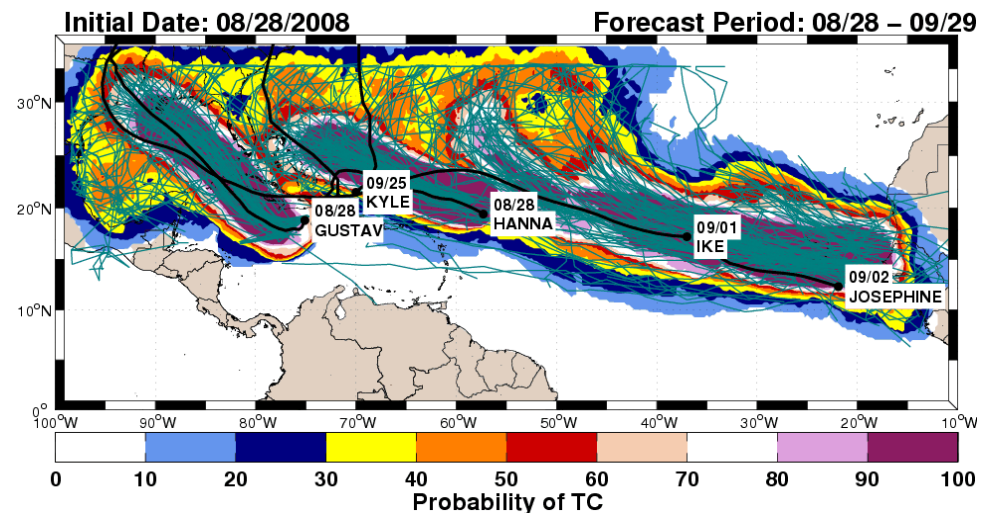 Initial Date: 08/28/2008
Forecast Period: 08/28 – 09/29
30°N
20°N
10°N
0°
09/25
KYLE
08/28
GUSTAV
08/28
HANNA
09/01
IKE
09/02
JOSEPHINE
100°W 90°W 80°W 70°W 60°W 50°W 40°W 30°W 20°W 10°W
0 10 20 30 40 50 60 70 80 90 100
Probability of TC